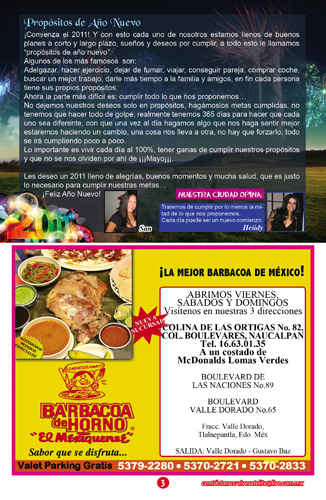 Propósitos de Año Nuevo
¡Comienza el 2011! Y con esto cada uno de nosotros estamos llenos de buenos
planes a corto y largo plazo, sueños y deseos por cumplir, a todo esto le llamamos
"propósitos de año nuevo".
Algunos de los más famosos son:
Adelgazar, hacer ejercicio, dejar de fumar, viajar, conseguir pareja, comprar coche,
buscar un mejor trabajo, darle más tiempo a la familia y amigos, en fin cada persona
tiene sus propios propósitos.
Ahora la parte más difícil es: cumplir todo lo que nos proponemos...
No dejemos nuestros deseos solo en propósitos, hagámoslos metas cumplidas, no
tenemos que hacer todo de golpe, realmente tenemos 365 días para hacer que cada
uno sea diferente, con que una vez al día hagamos algo que nos haga sentir mejor
estaremos haciendo un cambio, una cosa nos lleva a otra, no hay que forzarlo, todo
se irá cumpliendo poco a poco.
Lo importante es vivir cada día al 100%, tener ganas de cumplir nuestros propósitos
y que no se nos olviden por ahí de ¡¡¡Mayo¡¡¡.
Les deseo un 2011 lleno de alegrías, buenos momentos y mucha salud, que es justo
lo necesario para cumplir nuestras metas...
¡Feliz Año Nuevo!
San
NUESTRA CIUDAD OPINA:
Tratemos de cumplir por lo menos la mi-
tad de lo que nos proponemos.
Cada día puede ser un nuevo comienzo.
Heidy
2011
¡LA MEJOR BARBACOA DE MÉXICO!
ABRIMOS VIERNES,
SABADOS Y DOMINGOS
Visítenos en nuestras 3 direcciones
NUEVA
SUCURSAL
COLINA DE LAS ORTIGAS No. 82,
COL. BOULEVARES, NAUCALPAN
Tel. 16.63.01.35
A un costado de
McDonalds Lomas Verdes
BOULEVARD DE
LAS NACIONES No.89
BOULEVARD
VALLE DORADO No.65
Fracc. Valle Dorado,
Tlalnepantla, Edo. Méx
SALIDA: Valle Dorado - Gustavo Baz
ATENDEMOS
EVENTOS
ESPECIALES
BARBACOA
de HORNO
"El Mexiquense"
Sabor que se disfruta...
Valet Parking Gratis 5379-2280 • 5370-2721 • 5370-2833
3